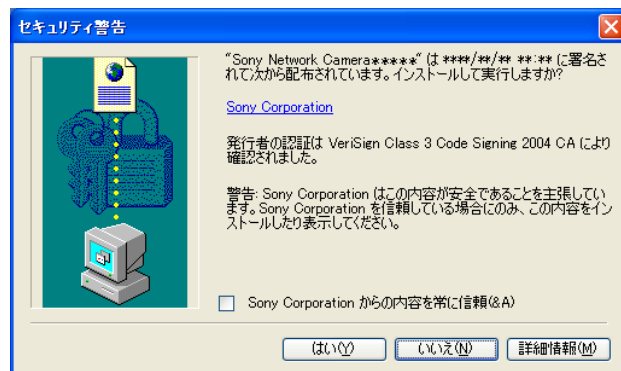 セキュリティ警告
"Sony Network Camera*****" は ****/**/** **:** に署名さ
れて次から配布されています。インストールして実行しますか?
Sony Corporation
発行者の認証は VeriSign Class 3 Code Signing 2004 CA により
確認されました。
警告: Sony Corporation はこの内容が安全であることを主張してい
ます。Sony Corporation を信頼している場合にのみ、この内容をイン
ストールしたり表示してください。
Sony Corporation からの内容を常に信頼(&A)
はい(Y) いいえ(N) 詳細情報(M)